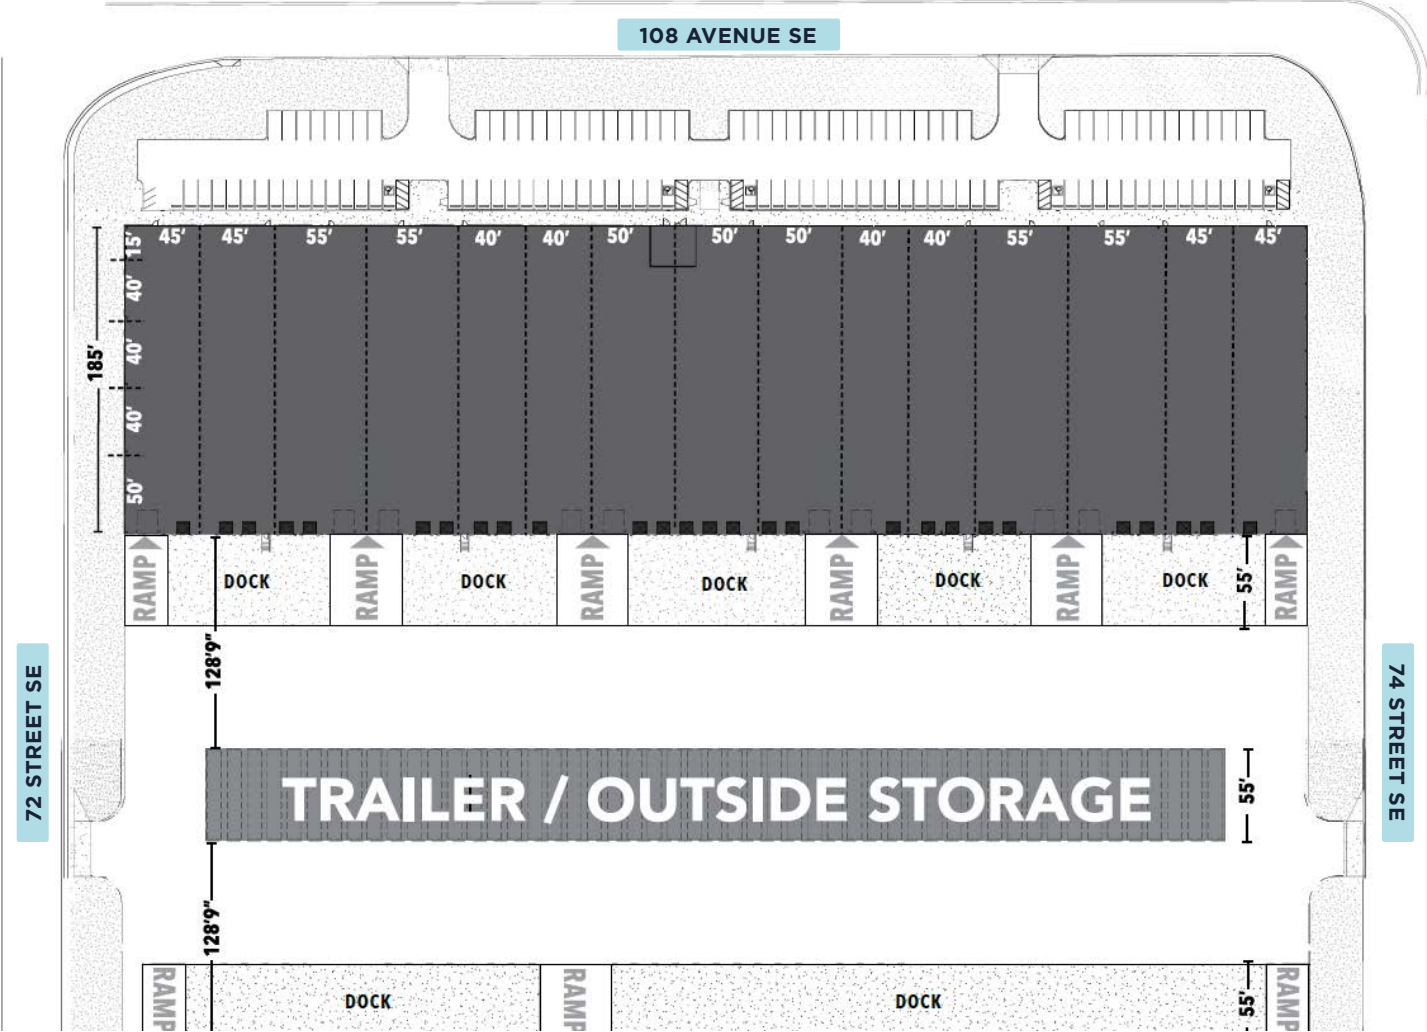 108 AVENUE SE
45' 45' 55' 55' 40' 40' 50' 50' 50' 40' 40' 55' 55' 45' 45'
15'
40'
40'
40'
50'
185'
RAMP
DOCK
RAMP
DOCK
RAMP
DOCK
RAMP
DOCK
RAMP
DOCK
55'
RAMP
128'9"
72 STREET SE
74 STREET SE
TRAILER / OUTSIDE STORAGE
55'
128'9"
RAMP
DOCK
RAMP
DOCK
55'
RAMP